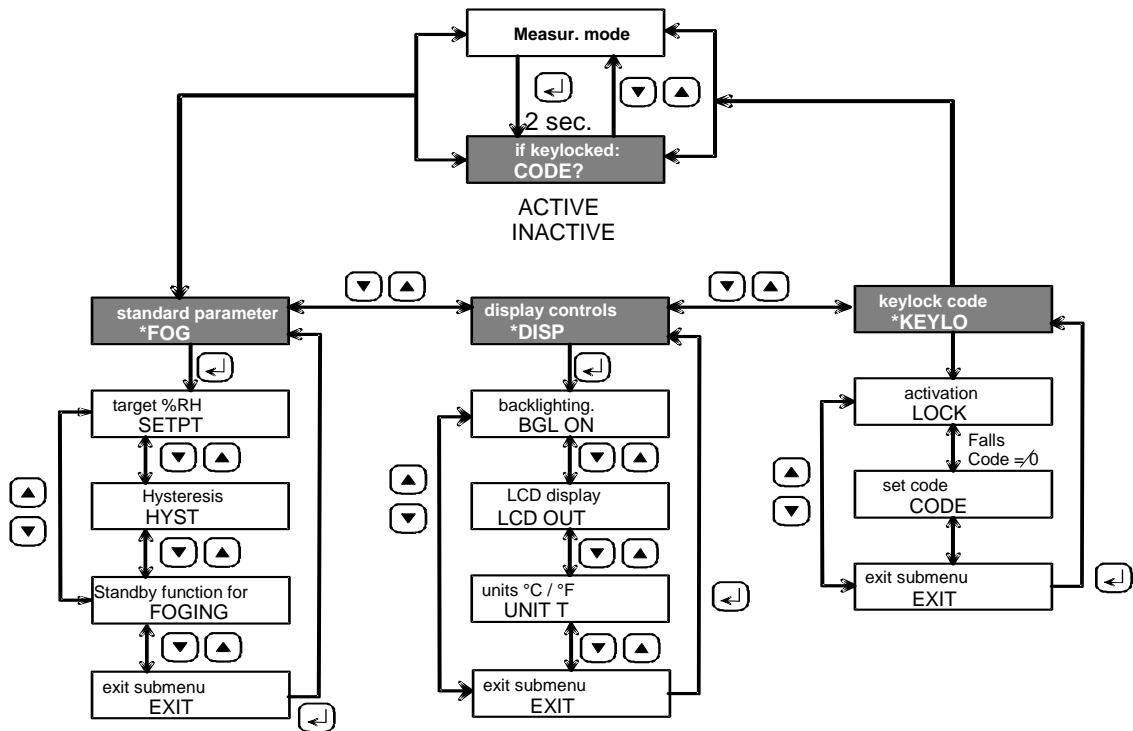 Measur. mode
2 sec.
if keylocked:
CODE?
ACTIVE
INACTIVE
standard parameter
*FOG
display controls
*DISP
keylock code
*KEYLO
target %RH
SETPT
Hysteresis
HYST
Standby function for
FOGING
exit submenu
EXIT
backlighting.
BGL ON
LCD display
LCD OUT
units °C / °F
UNIT T
exit submenu
EXIT
activation
LOCK
Falls
Code ≠0
set code
CODE
exit submenu
EXIT